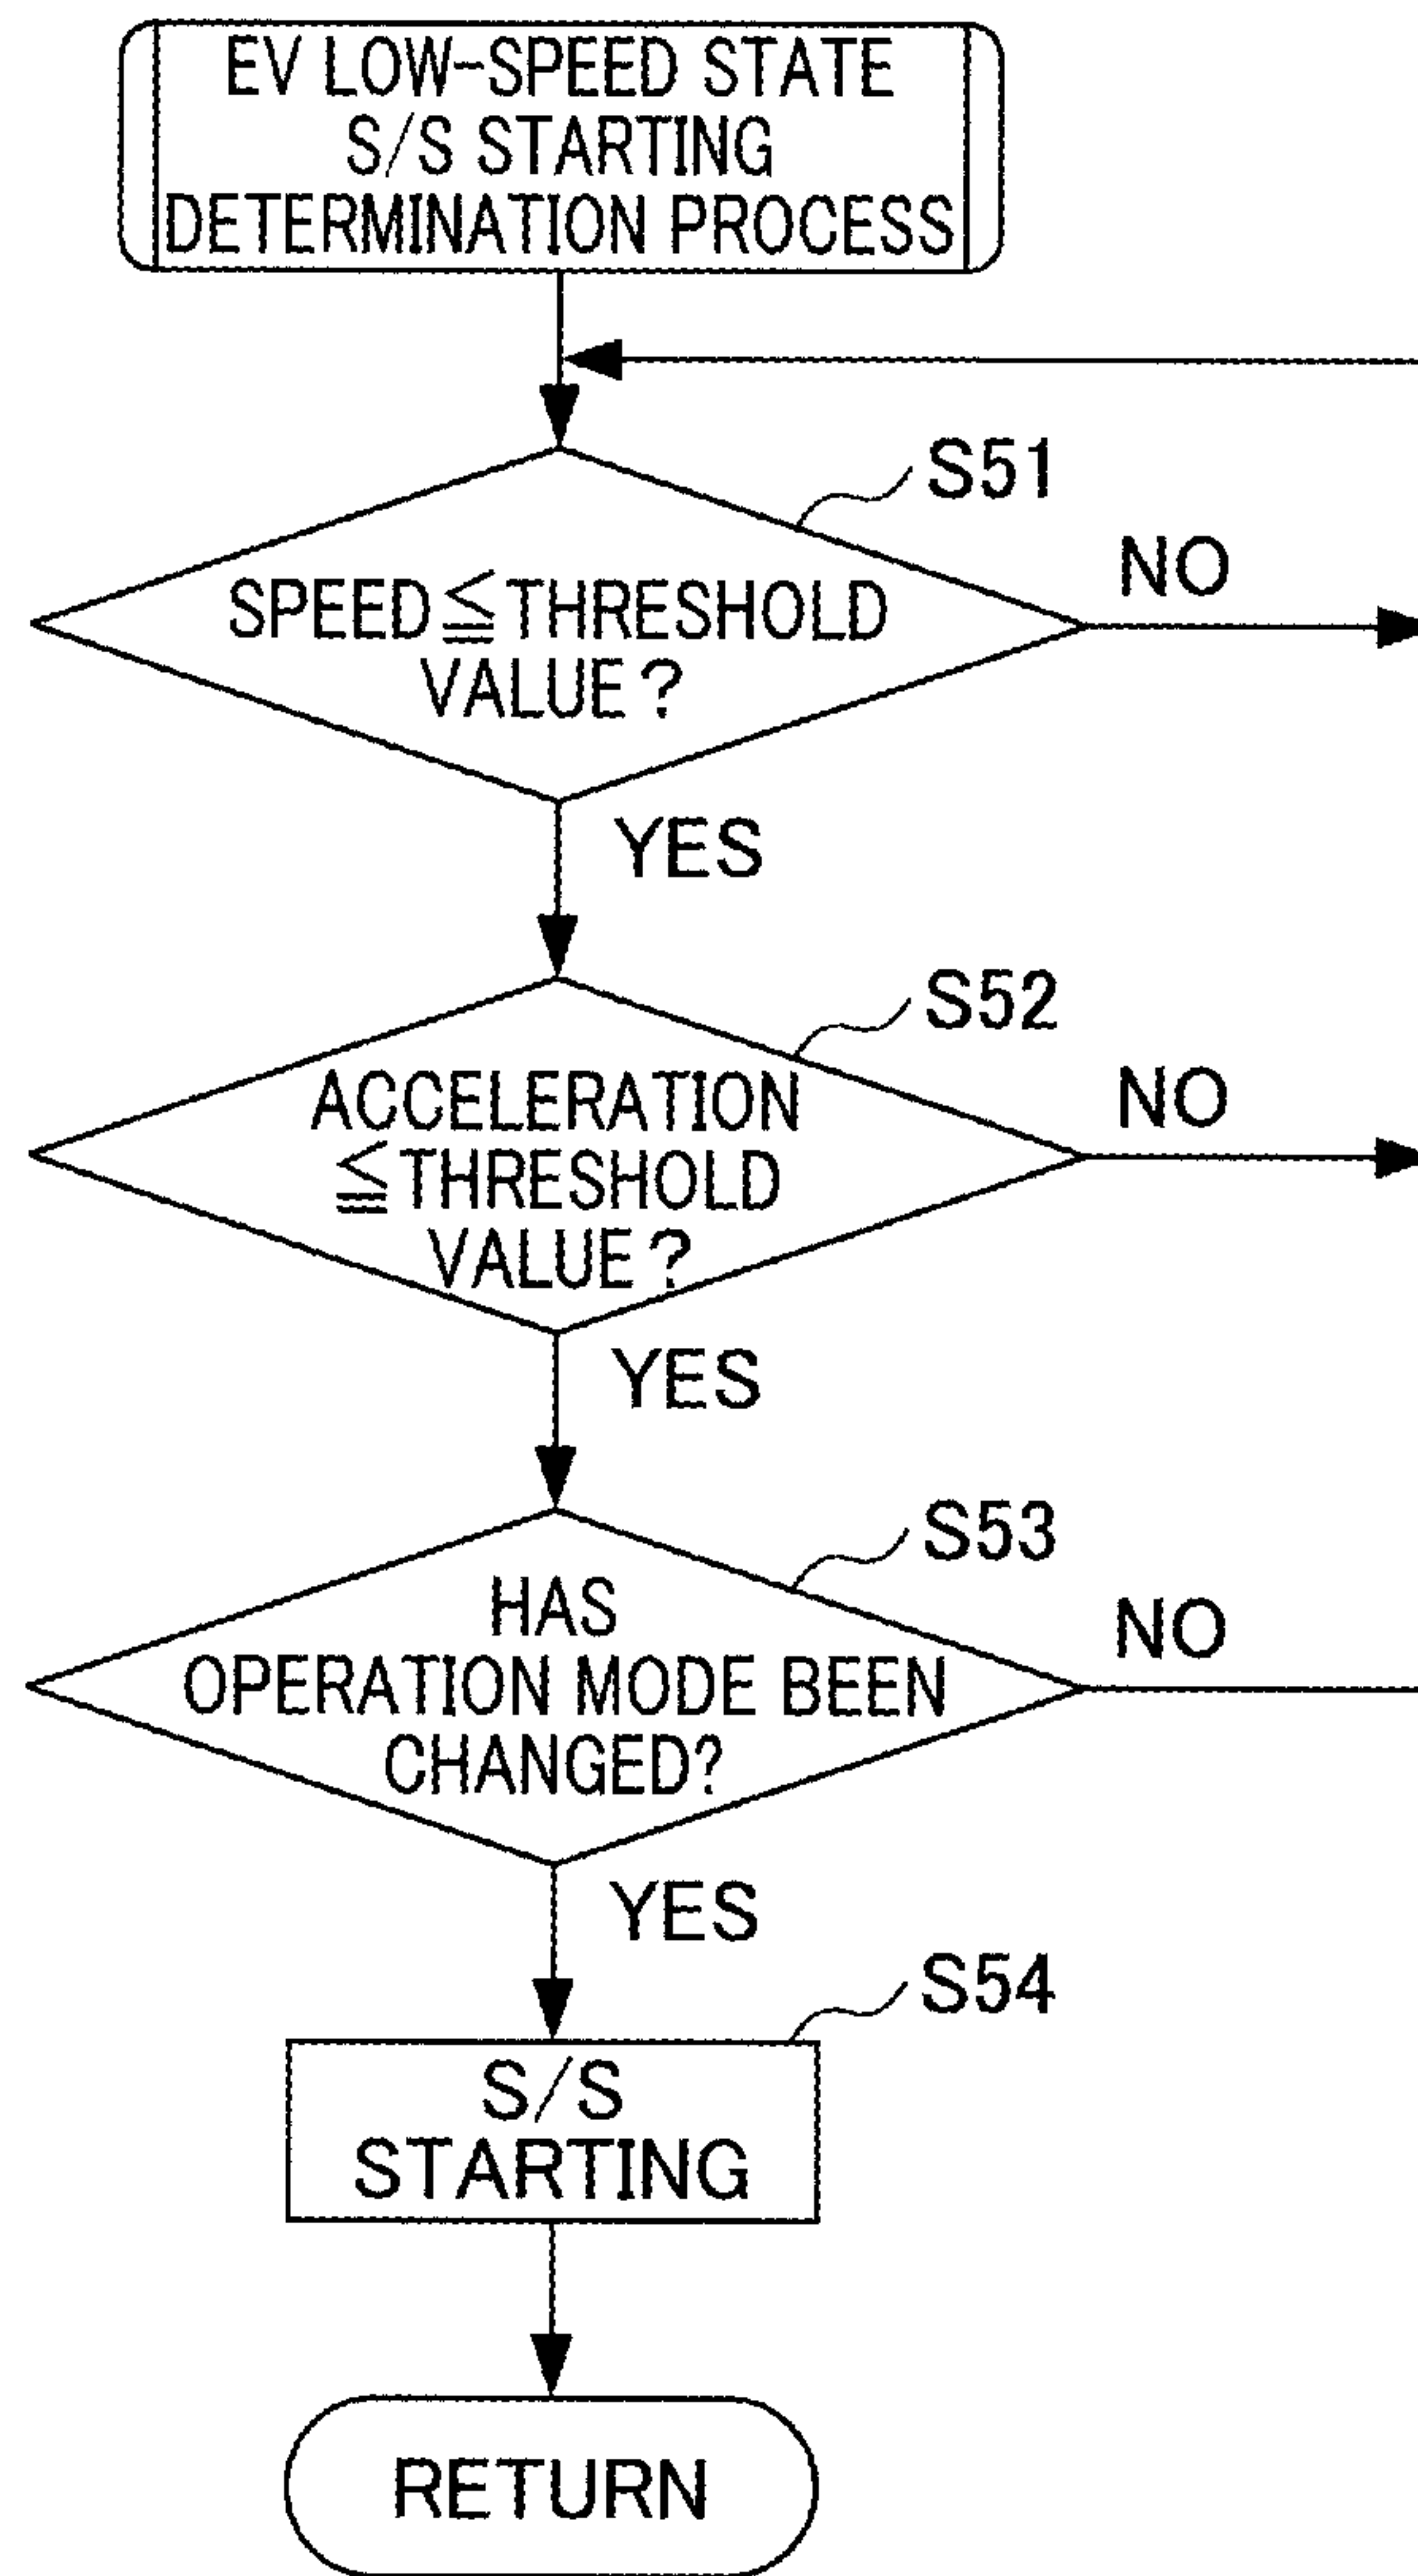 EV LOW-SPEED STATE
S/S STARTING
DETERMINATION PROCESS
S51
SPEED≦THRESHOLD
VALUE?
NO
YES
S52
ACCELERATION
≦THRESHOLD
VALUE?
NO
YES
S53
HAS
OPERATION MODE BEEN
CHANGED?
NO
YES
S54
S/S
STARTING
RETURN